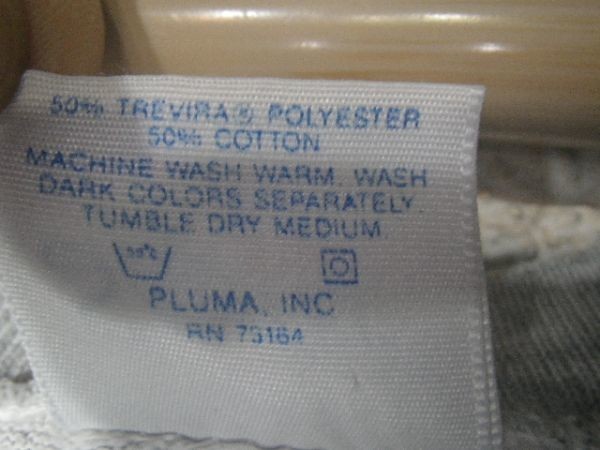 50% TREVIRA® POLYESTER
50% COTTON
MACHINE WASH WARM. WASH
DARK COLORS SEPARATELY.
TUMBLE DRY MEDIUM.
PLUMA, INC
RN 73164